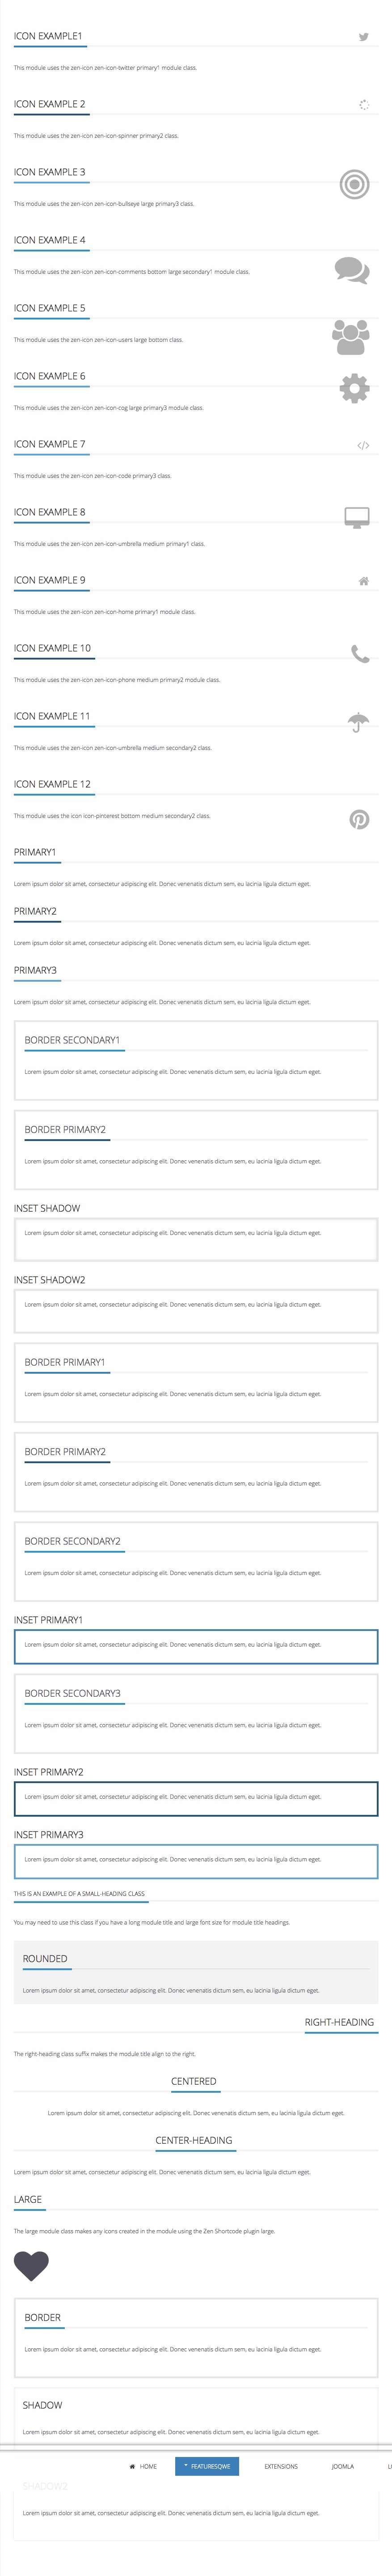 ICON EXAMPLE1
This module uses the zen-icon zen-icon-twitter primary1 module class.
ICON EXAMPLE 2
This module uses the zen-icon zen-icon-spinner primary2 class.
ICON EXAMPLE 3
This module uses the zen-icon zen-icon-bullseye large primary3 class.
ICON EXAMPLE 4
This module uses the zen-icon zen-icon-comments bottom large secondary1 module class.
ICON EXAMPLE 5
This module uses the zen-icon zen-icon-users large bottom class.
ICON EXAMPLE 6
This module uses the zen-icon zen-icon-cog large primary3 module class.
ICON EXAMPLE 7
This module uses the zen-icon zen-icon-code primary3 class.
ICON EXAMPLE 8
This module uses the zen-icon zen-icon-umbrella medium primary1 class.
ICON EXAMPLE 9
This module uses the zen-icon zen-icon-home primary1 module class.
ICON EXAMPLE 10
This module uses the zen-icon zen-icon-phone medium primary2 module class.
ICON EXAMPLE 11
This module uses the zen-icon zen-icon-umbrella medium secondary2 class.
ICON EXAMPLE 12
This module uses the icon icon-pinterest bottom medium secondary2 class.
PRIMARY1
Lorem ipsum dolor sit amet, consectetur adipiscing elit. Donec venenatis dictum sem, eu lacinia ligula dictum eget.
PRIMARY2
Lorem ipsum dolor sit amet, consectetur adipiscing elit. Donec venenatis dictum sem, eu lacinia ligula dictum eget.
PRIMARY3
Lorem ipsum dolor sit amet, consectetur adipiscing elit. Donec venenatis dictum sem, eu lacinia ligula dictum eget.
BORDER SECONDARY1
Lorem ipsum dolor sit amet, consectetur adipiscing elit. Donec venenatis dictum sem, eu lacinia ligula dictum eget.
BORDER PRIMARY2
Lorem ipsum dolor sit amet, consectetur adipiscing elit. Donec venenatis dictum sem, eu lacinia ligula dictum eget.
INSET SHADOW
Lorem ipsum dolor sit amet, consectetur adipiscing elit. Donec venenatis dictum sem, eu lacinia ligula dictum eget.
INSET SHADOW2
Lorem ipsum dolor sit amet, consectetur adipiscing elit. Donec venenatis dictum sem, eu lacinia ligula dictum eget.
BORDER PRIMARY1
Lorem ipsum dolor sit amet, consectetur adipiscing elit. Donec venenatis dictum sem, eu lacinia ligula dictum eget.
BORDER PRIMARY2
Lorem ipsum dolor sit amet, consectetur adipiscing elit. Donec venenatis dictum sem, eu lacinia ligula dictum eget.
BORDER SECONDARY2
Lorem ipsum dolor sit amet, consectetur adipiscing elit. Donec venenatis dictum sem, eu lacinia ligula dictum eget.
INSET PRIMARY1
Lorem ipsum dolor sit amet, consectetur adipiscing elit. Donec venenatis dictum sem, eu lacinia ligula dictum eget.
BORDER SECONDARY3
Lorem ipsum dolor sit amet, consectetur adipiscing elit. Donec venenatis dictum sem, eu lacinia ligula dictum eget.
INSET PRIMARY2
Lorem ipsum dolor sit amet, consectetur adipiscing elit. Donec venenatis dictum sem, eu lacinia ligula dictum eget.
INSET PRIMARY3
Lorem ipsum dolor sit amet, consectetur adipiscing elit. Donec venenatis dictum sem, eu lacinia ligula dictum eget.
THIS IS AN EXAMPLE OF A SMALL-HEADING CLASS
You may need to use this class if you have a long module title and large font size for module title headings.
ROUNDED
Lorem ipsum dolor sit amet, consectetur adipiscing elit. Donec venenatis dictum sem, eu lacinia ligula dictum eget.
RIGHT-HEADING
The right-heading class suffix makes the module title align to the right.
CENTERED
Lorem ipsum dolor sit amet, consectetur adipiscing elit. Donec venenatis dictum sem, eu lacinia ligula dictum eget.
CENTER-HEADING
Lorem ipsum dolor sit amet, consectetur adipiscing elit. Donec venenatis dictum sem, eu lacinia ligula dictum eget.
LARGE
The large module class makes any icons created in the module using the Zen Shortcode plugin large.
BORDER
Lorem ipsum dolor sit amet, consectetur adipiscing elit. Donec venenatis dictum sem, eu lacinia ligula dictum eget.
SHADOW
Lorem ipsum dolor sit amet, consectetur adipiscing elit. Donec venenatis dictum sem, eu lacinia ligula dictum eget.
HOME FEATURESQWE EXTENSIONS JOOMLA
SHADOW2
Lorem ipsum dolor sit amet, consectetur adipiscing elit. Donec venenatis dictum sem, eu lacinia ligula dictum eget.